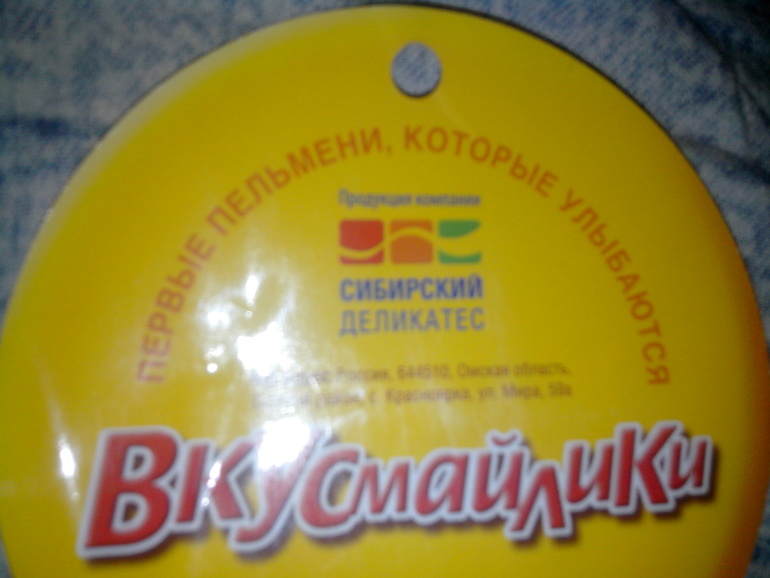 ПЕРВЫЕ ПЕЛЬМЕНИ, КОТОРЫЕ УЛЫБАЮТСЯ
Продукция компании
СИБИРСКИЙ
ДЕЛИКАТЕС
Россия, 644510, Омская область,
с. Красноярка, ул. Мира, 59а
Вкусмайлики